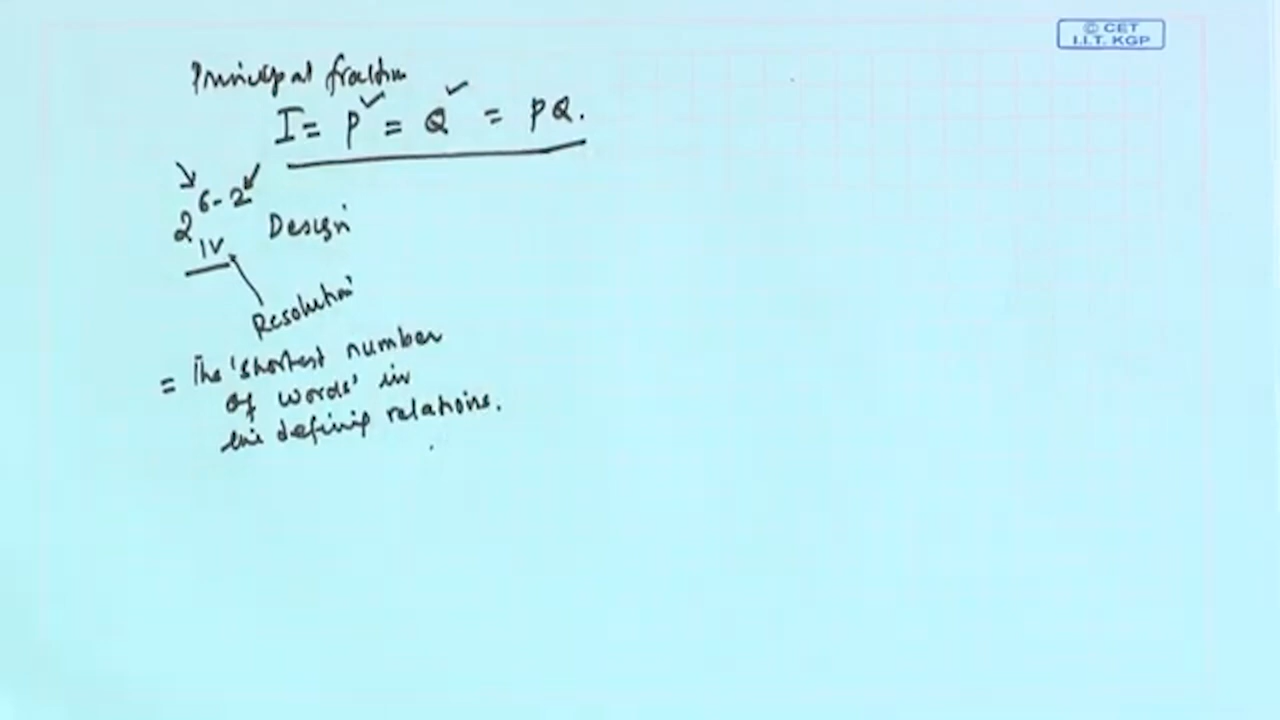 © CET
I.I.T. KGP
Principal fraction
I = P = Q = PQ.
2 6-2 IV Design
Resolution
= The 'shortest number
of words' in
the defining relations.